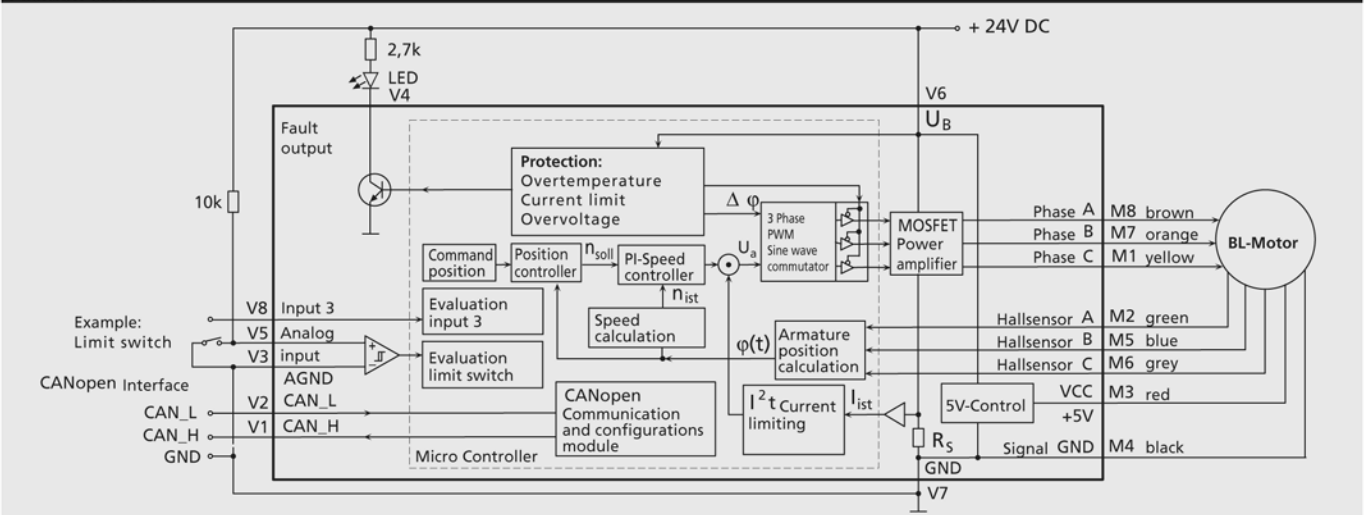 + 24V DC
2,7k
LED
V4
V6
U_B
Fault
output
10k
Protection:
Overtemperature
Current limit
Overvoltage
Δ φ
3 Phase
PWM
Sine wave
commutator
MOSFET
Power
amplifier
Phase A M8 brown
Phase B M7 orange
Phase C M1 yellow
BL-Motor
Command
position
Position
controller
n_soll
PI-Speed
controller
U_a
n_ist
V8 Input 3
Evaluation
input 3
Speed
calculation
Example:
Limit switch
V5 Analog
V3 input
AGND
Evaluation
limit switch
φ(t)
Armature
position
calculation
Hallsensor A M2 green
Hallsensor B M5 blue
Hallsensor C M6 grey
CANopen Interface
CAN_L V2 CAN_L
CAN_H V1 CAN_H
GND
CANopen
Communication
and configurations
module
I²t Current
limiting
I_ist
5V-Control
VCC M3 red
+5V
R_S
Signal GND M4 black
Micro Controller
GND
V7